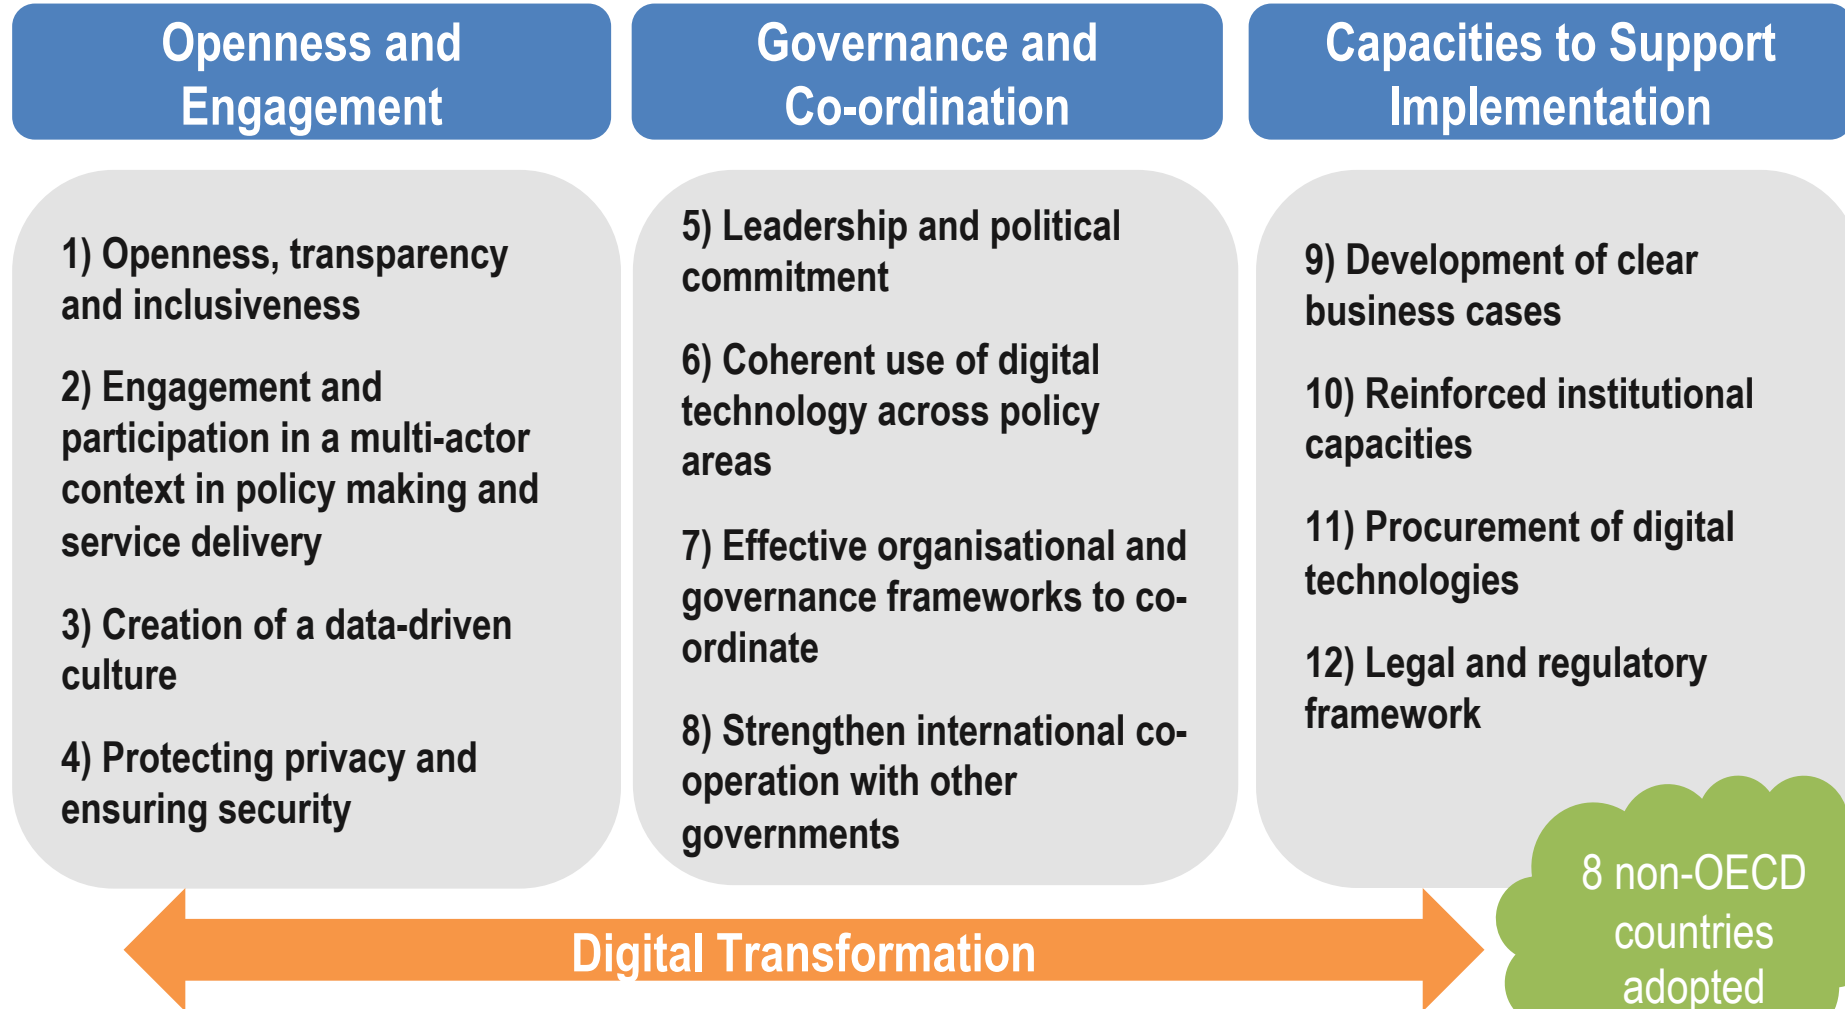 Openness and
Engagement
Governance and
Co-ordination
Capacities to Support
Implementation
1) Openness, transparency
and inclusiveness
2) Engagement and
participation in a multi-actor
context in policy making and
service delivery
3) Creation of a data-driven
culture
4) Protecting privacy and
ensuring security
5) Leadership and political
commitment
6) Coherent use of digital
technology across policy
areas
7) Effective organisational and
governance frameworks to co-
ordinate
8) Strengthen international co-
operation with other
governments
9) Development of clear
business cases
10) Reinforced institutional
capacities
11) Procurement of digital
technologies
12) Legal and regulatory
framework
8 non-OECD
countries
adopted
Digital Transformation